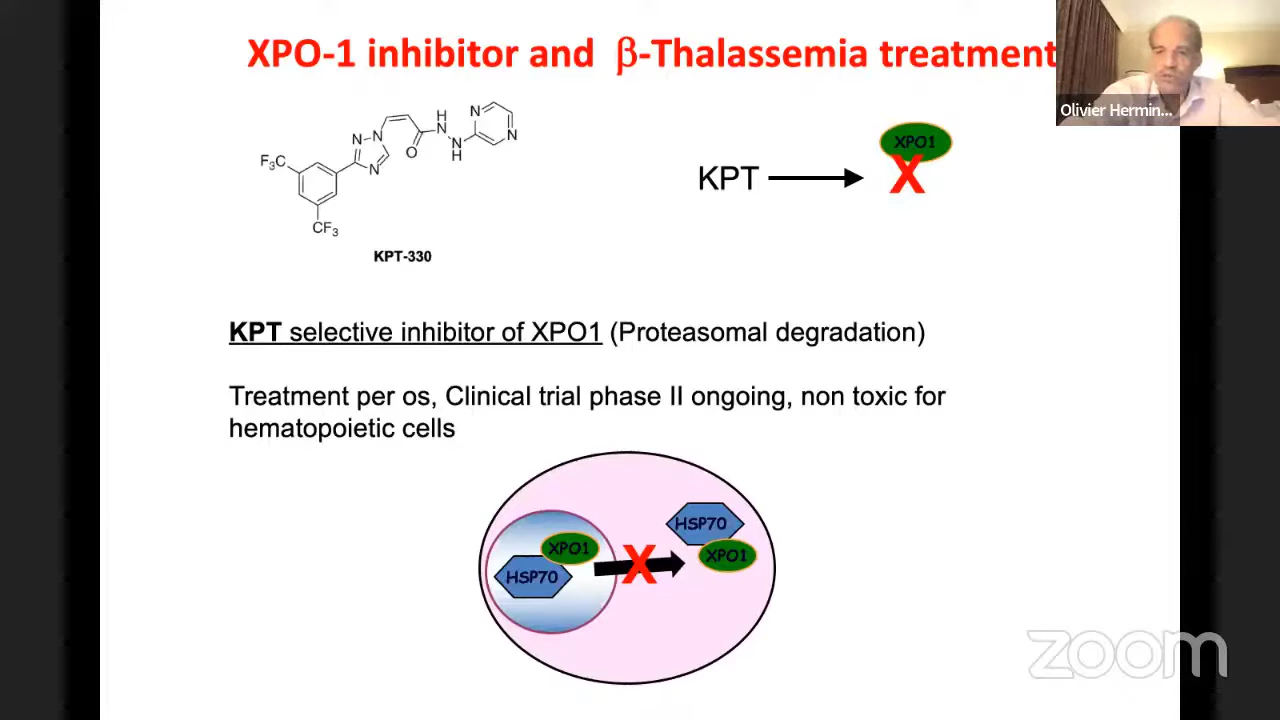 XPO-1 inhibitor and β-Thalassemia treatment
Olivier Hermin...
F₃C
N
N
N
O
H
N
N
H
N
N
CF₃
KPT-330
KPT
XPO1
X
KPT selective inhibitor of XPO1 (Proteasomal degradation)
Treatment per os, Clinical trial phase II ongoing, non toxic for
hematopoietic cells
HSP70
XPO1
X
HSP70
XPO1
zoom